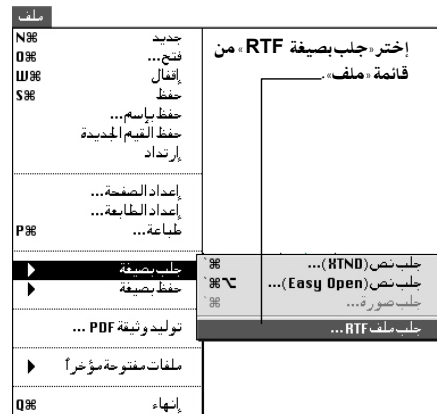 ملف
جديد ⌘N
فتح... ⌘O
إقفال ⌘W
حفظ ⌘S
حفظ بإسم...
حفظ القيم الجديدة
إرتداد
إعداد الصفحة...
إعداد الطابعة...
طباعة... ⌘P
جلب بصيغة
حفظ بصيغة
توليد وثيقة PDF ...
ملفات مفتوحة مؤخراً
إنهاء ⌘Q
إختر «جلب بصيغة RTF» من
قائمة «ملف».
جلب نص (XTND)... ⌘`
جلب نص (Easy Open)... ⌥⌘`
جلب صورة... ⌘`
جلب ملف RTF...